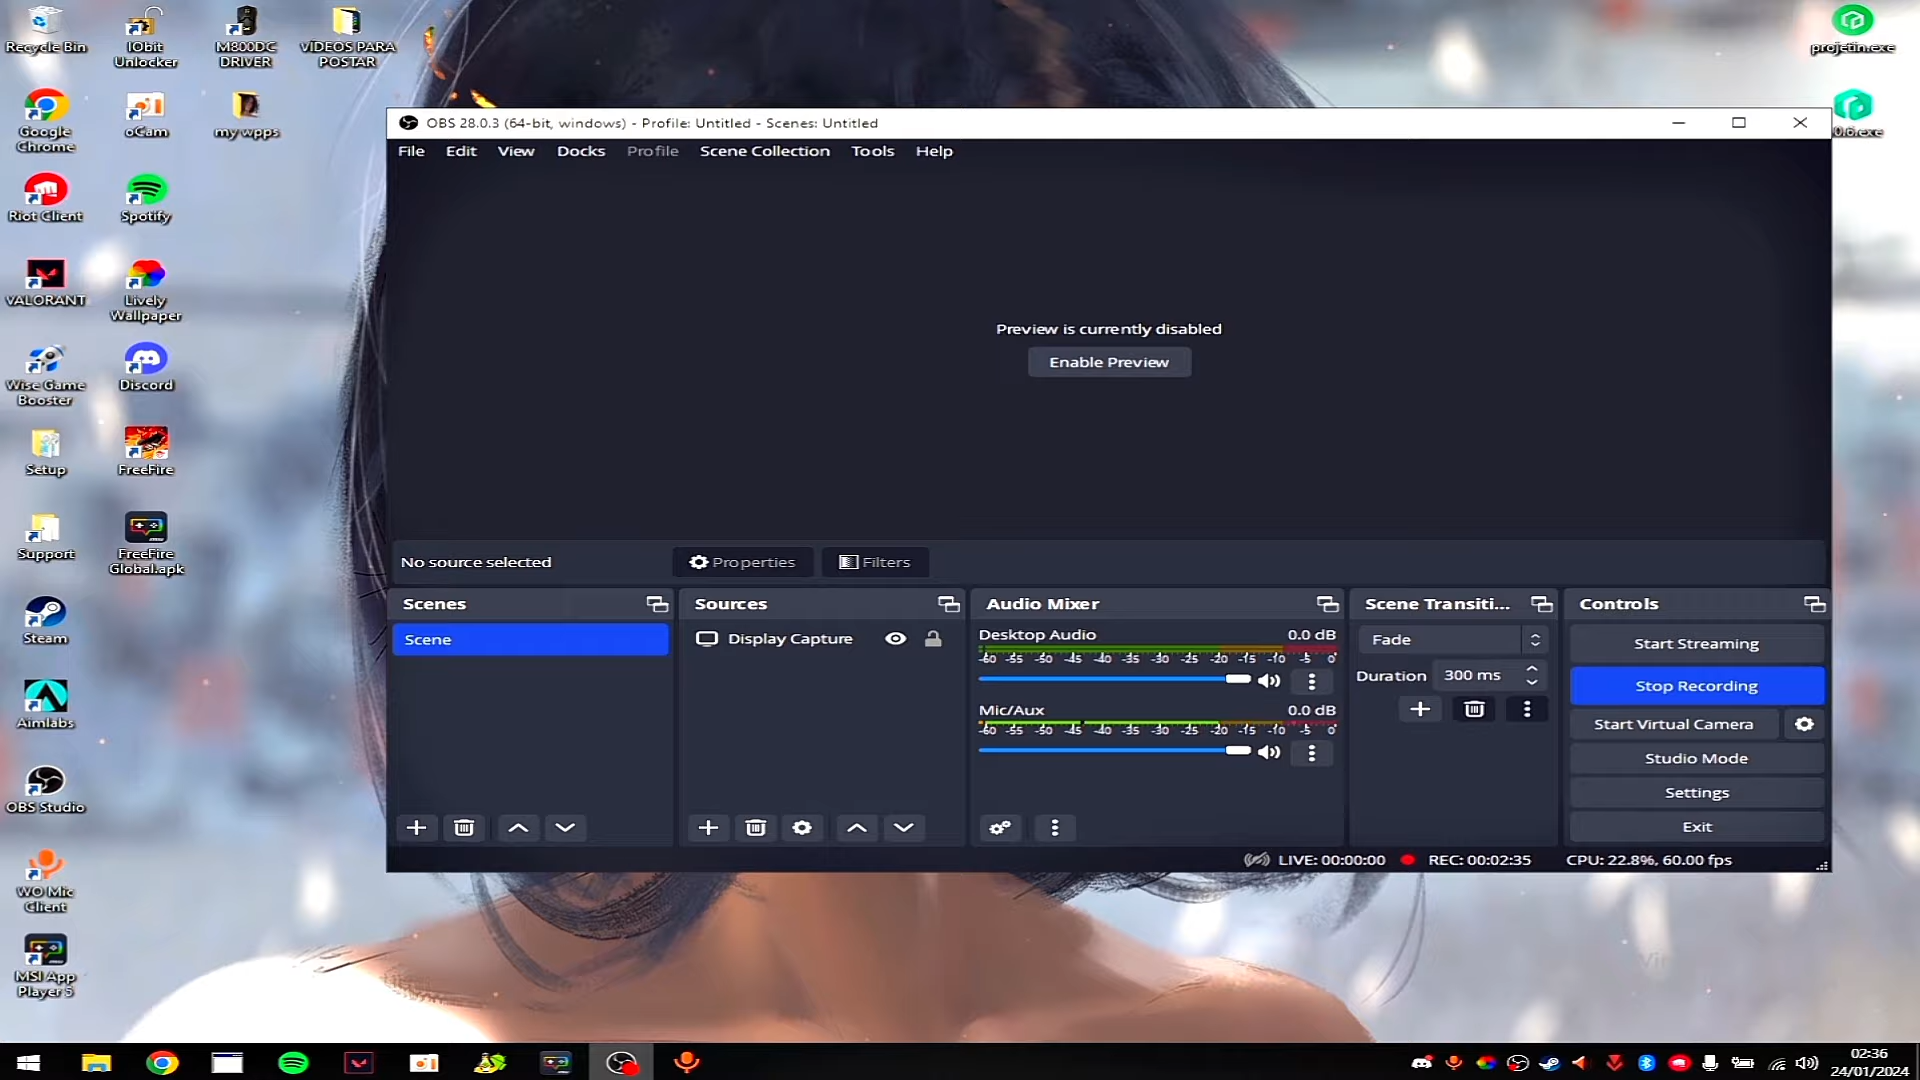 Recycle Bin
IObit
Unlocker
M800DC
DRIVER
VÍDEOS PARA
POSTAR
projetin.exe
Google
Chrome
oCam
my wpps
0.6.exe
Riot Client
Spotify
VALORANT
Lively
Wallpaper
Wise Game
Booster
Discord
Setup
FreeFire
Support
FreeFire
Global.apk
Steam
Aimlabs
OBS Studio
WO Mic
Client
MSI App
Player 5
OBS 28.0.3 (64-bit, windows) - Profile: Untitled - Scenes: Untitled
File Edit View Docks Profile Scene Collection Tools Help
Preview is currently disabled
Enable Preview
No source selected Properties Filters
Scenes
Scene
Sources
Display Capture
Audio Mixer
Desktop Audio 0.0 dB
-60 -55 -50 -45 -40 -35 -30 -25 -20 -15 -10 -5 0
Mic/Aux 0.0 dB
-60 -55 -50 -45 -40 -35 -30 -25 -20 -15 -10 -5 0
Scene Transiti...
Fade
Duration 300 ms
Controls
Start Streaming
Stop Recording
Start Virtual Camera
Studio Mode
Settings
Exit
LIVE: 00:00:00 REC: 00:02:35 CPU: 22.8%, 60.00 fps
02:36
24/01/2024